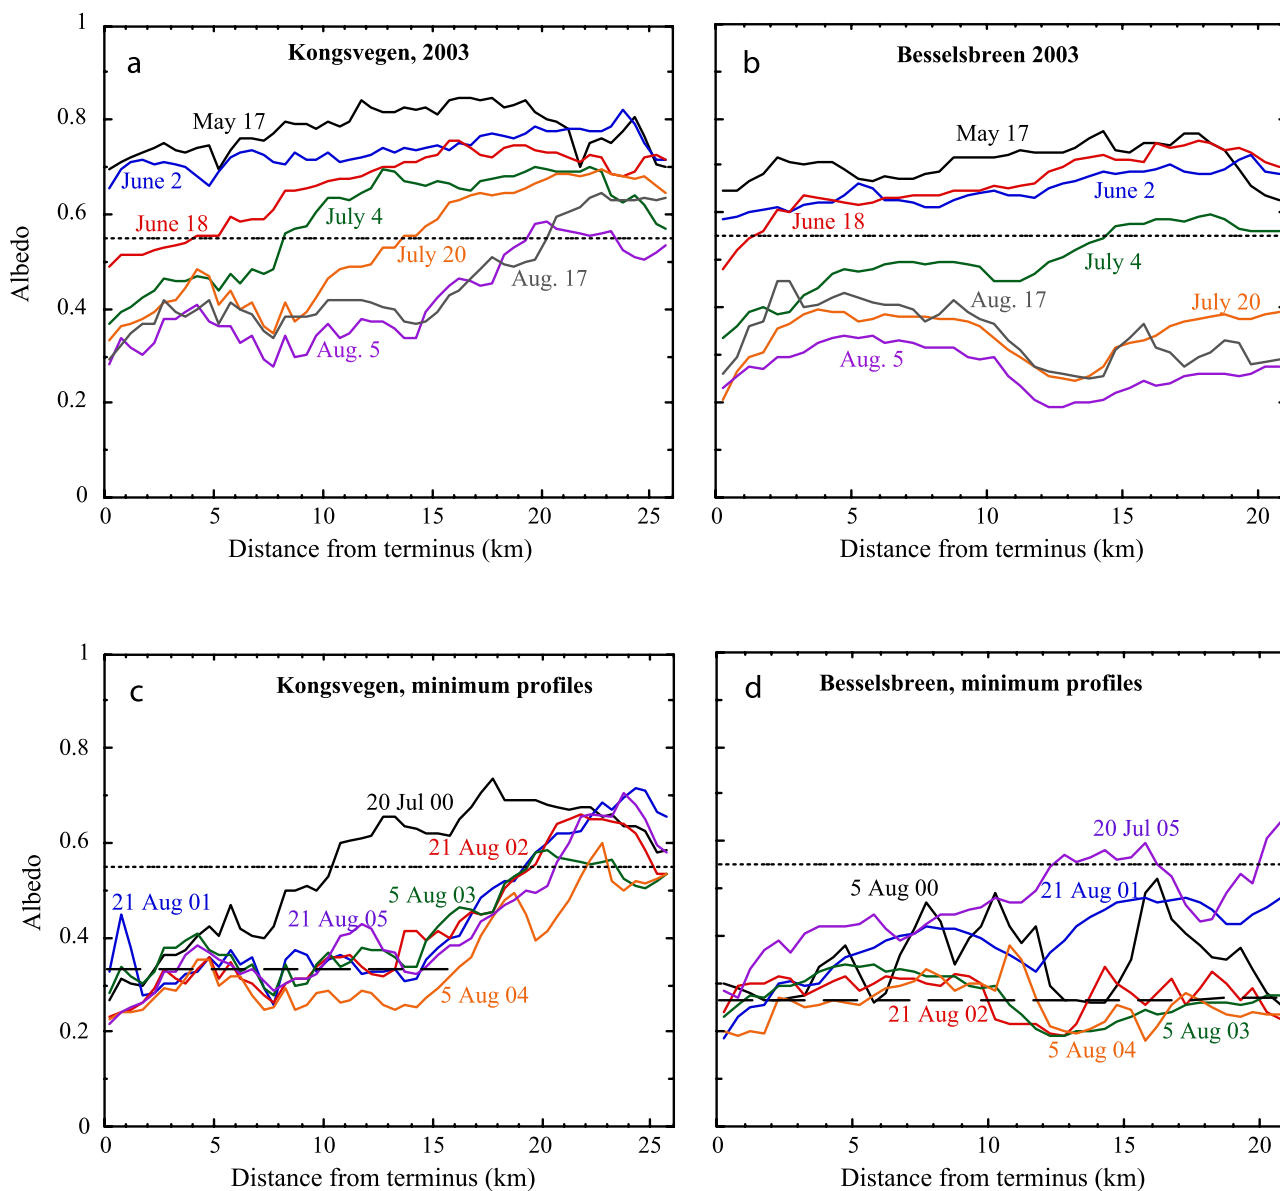 Kongsvegen, 2003
a
May 17
June 2
June 18
July 4
July 20
Aug. 17
Aug. 5
1
0.8
0.6
0.4
0.2
0
Albedo
0 5 10 15 20 25
Distance from terminus (km)
Besselsbreen 2003
b
May 17
June 2
June 18
July 4
Aug. 17
July 20
Aug. 5
0 5 10 15 20
Distance from terminus (km)
Kongsvegen, minimum profiles
c
20 Jul 00
21 Aug 02
21 Aug 01
21 Aug 05
5 Aug 03
5 Aug 04
1
0.8
0.6
0.4
0.2
0
Albedo
0 5 10 15 20 25
Distance from terminus (km)
Besselsbreen, minimum profiles
d
20 Jul 05
5 Aug 00
21 Aug 01
21 Aug 02
5 Aug 03
5 Aug 04
0 5 10 15 20
Distance from terminus (km)